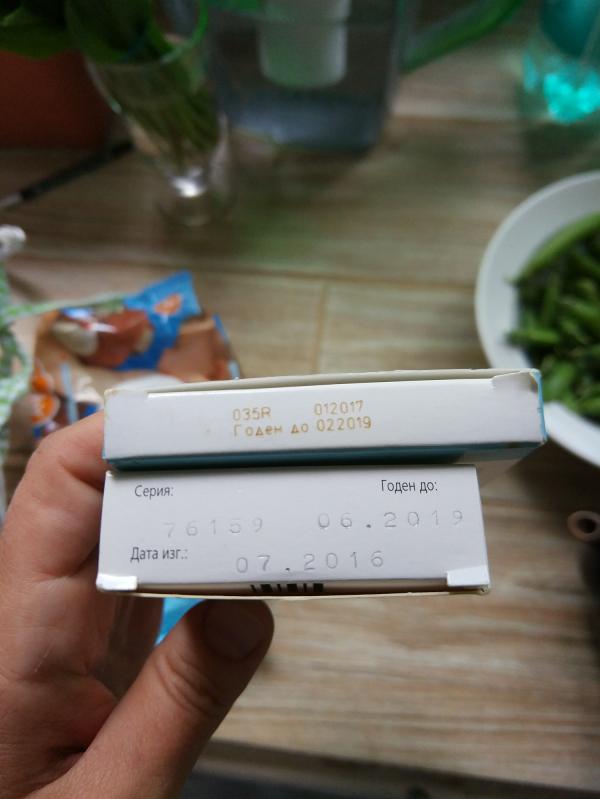 035R 012017
Годен до 022019
Серия: Годен до:
76159 06.2019
Дата изг.: 07.2016